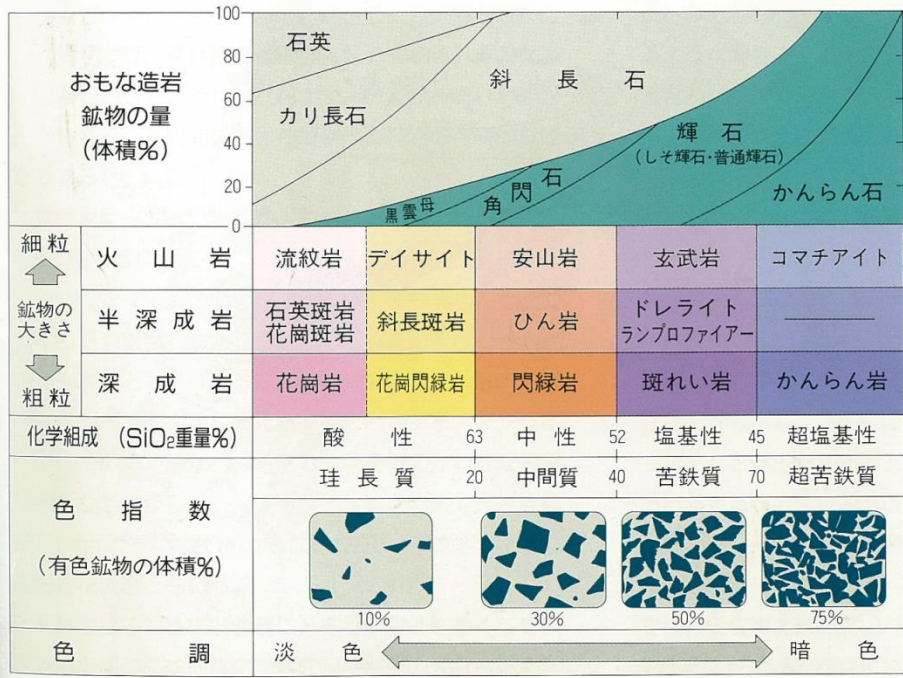 おもな造岩
鉱物の量
(体積%)
100
80
60
40
20
0
石英
カリ長石
斜長石
黒雲母
角閃石
輝石
(しそ輝石・普通輝石)
かんらん石
細粒
鉱物の
大きさ
粗粒
火山岩
流紋岩
デイサイト
安山岩
玄武岩
コマチアイト
半深成岩
石英斑岩
花崗斑岩
斜長斑岩
ひん岩
ドレライト
ランプロファイアー
深成岩
花崗岩
花崗閃緑岩
閃緑岩
斑れい岩
かんらん岩
化学組成 (SiO₂重量%)
酸性 63 中性 52 塩基性 45 超塩基性
色指数
(有色鉱物の体積%)
珪長質 20 中間質 40 苦鉄質 70 超苦鉄質
10% 30% 50% 75%
色調
淡色 暗色